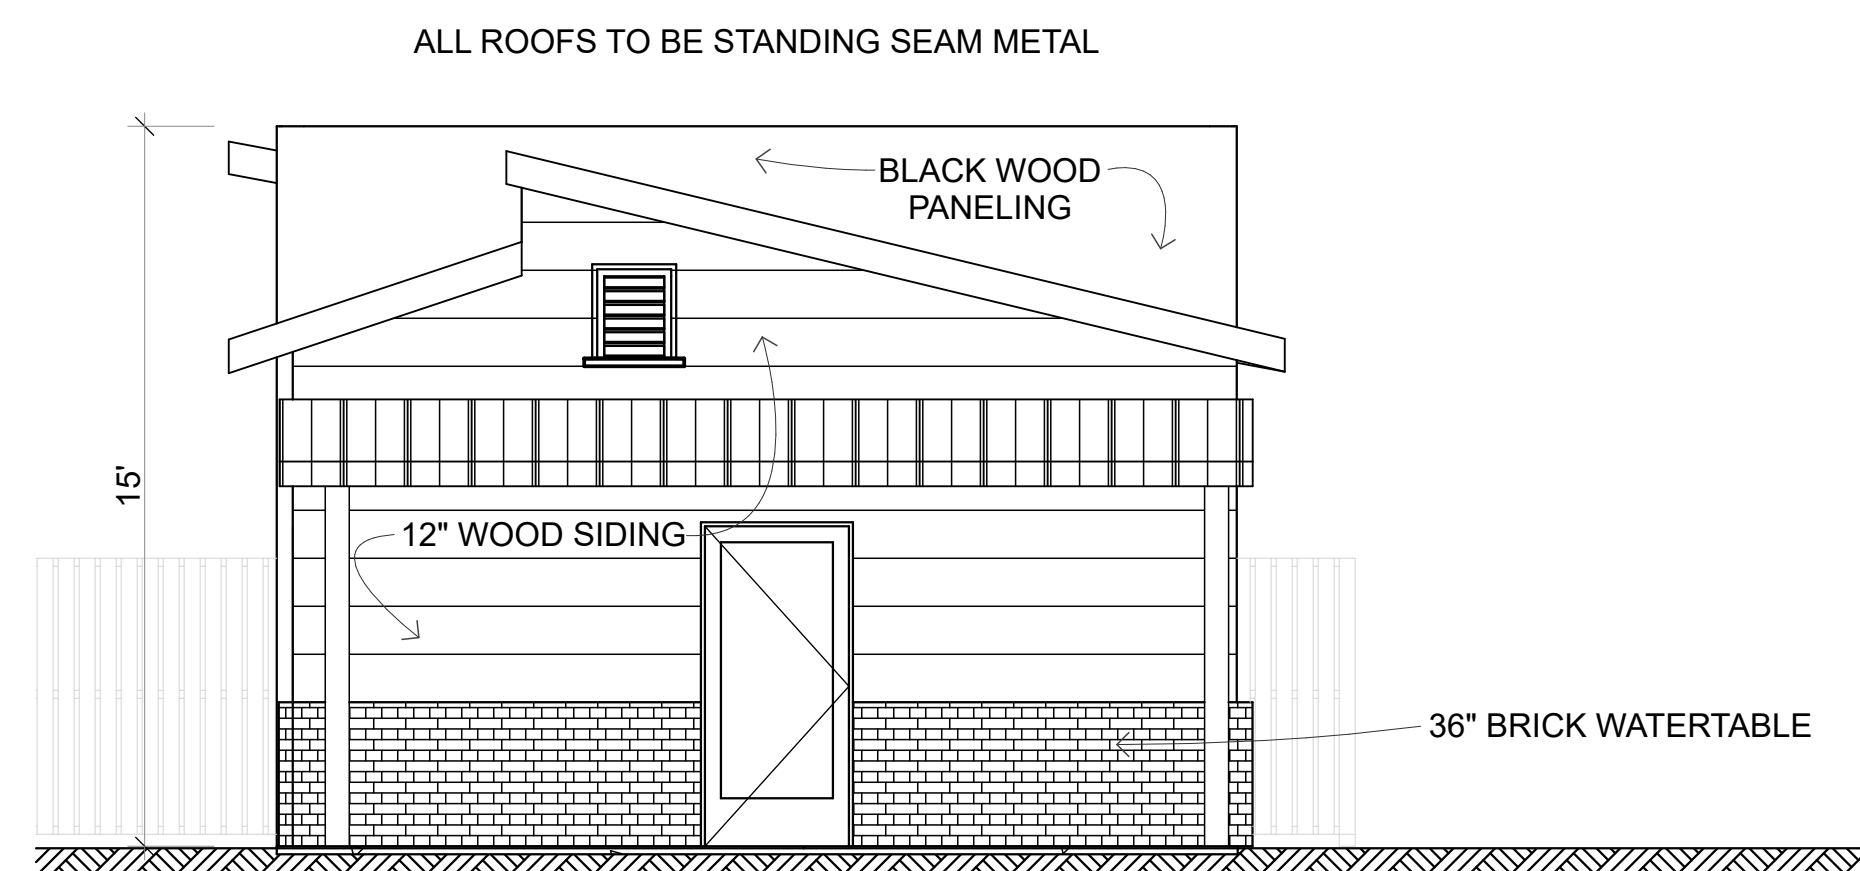 ALL ROOFS TO BE STANDING SEAM METAL
BLACK WOOD
PANELING
15'
12" WOOD SIDING
36" BRICK WATERTABLE